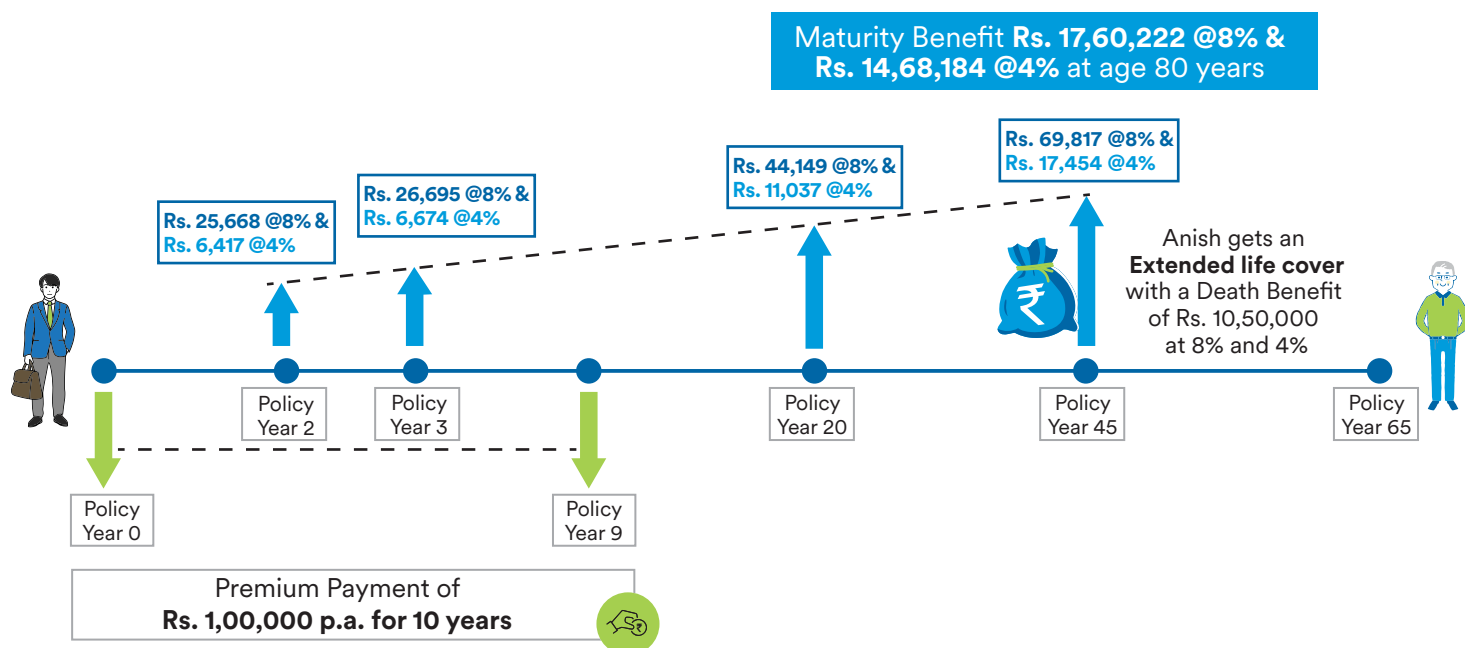 Maturity Benefit Rs. 17,60,222 @8% &
Rs. 14,68,184 @4% at age 80 years
Rs. 25,668 @8% &
Rs. 6,417 @4%
Rs. 26,695 @8% &
Rs. 6,674 @4%
Rs. 44,149 @8% &
Rs. 11,037 @4%
Rs. 69,817 @8% &
Rs. 17,454 @4%
Anish gets an
Extended life cover
with a Death Benefit
of Rs. 10,50,000
at 8% and 4%
₹
Policy
Year 2
Policy
Year 3
Policy
Year 20
Policy
Year 45
Policy
Year 65
Policy
Year 0
Policy
Year 9
Premium Payment of
Rs. 1,00,000 p.a. for 10 years
₹